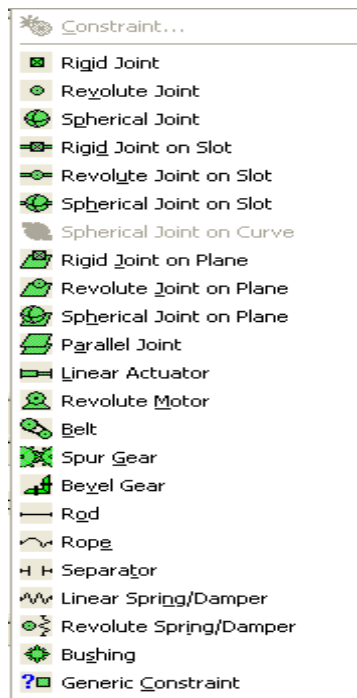 Constraint...
Rigid Joint
Revolute Joint
Spherical Joint
Rigid Joint on Slot
Revolute Joint on Slot
Spherical Joint on Slot
Spherical Joint on Curve
Rigid Joint on Plane
Revolute Joint on Plane
Spherical Joint on Plane
Parallel Joint
Linear Actuator
Revolute Motor
Belt
Spur Gear
Bevel Gear
Rod
Rope
Separator
Linear Spring/Damper
Revolute Spring/Damper
Bushing
Generic Constraint